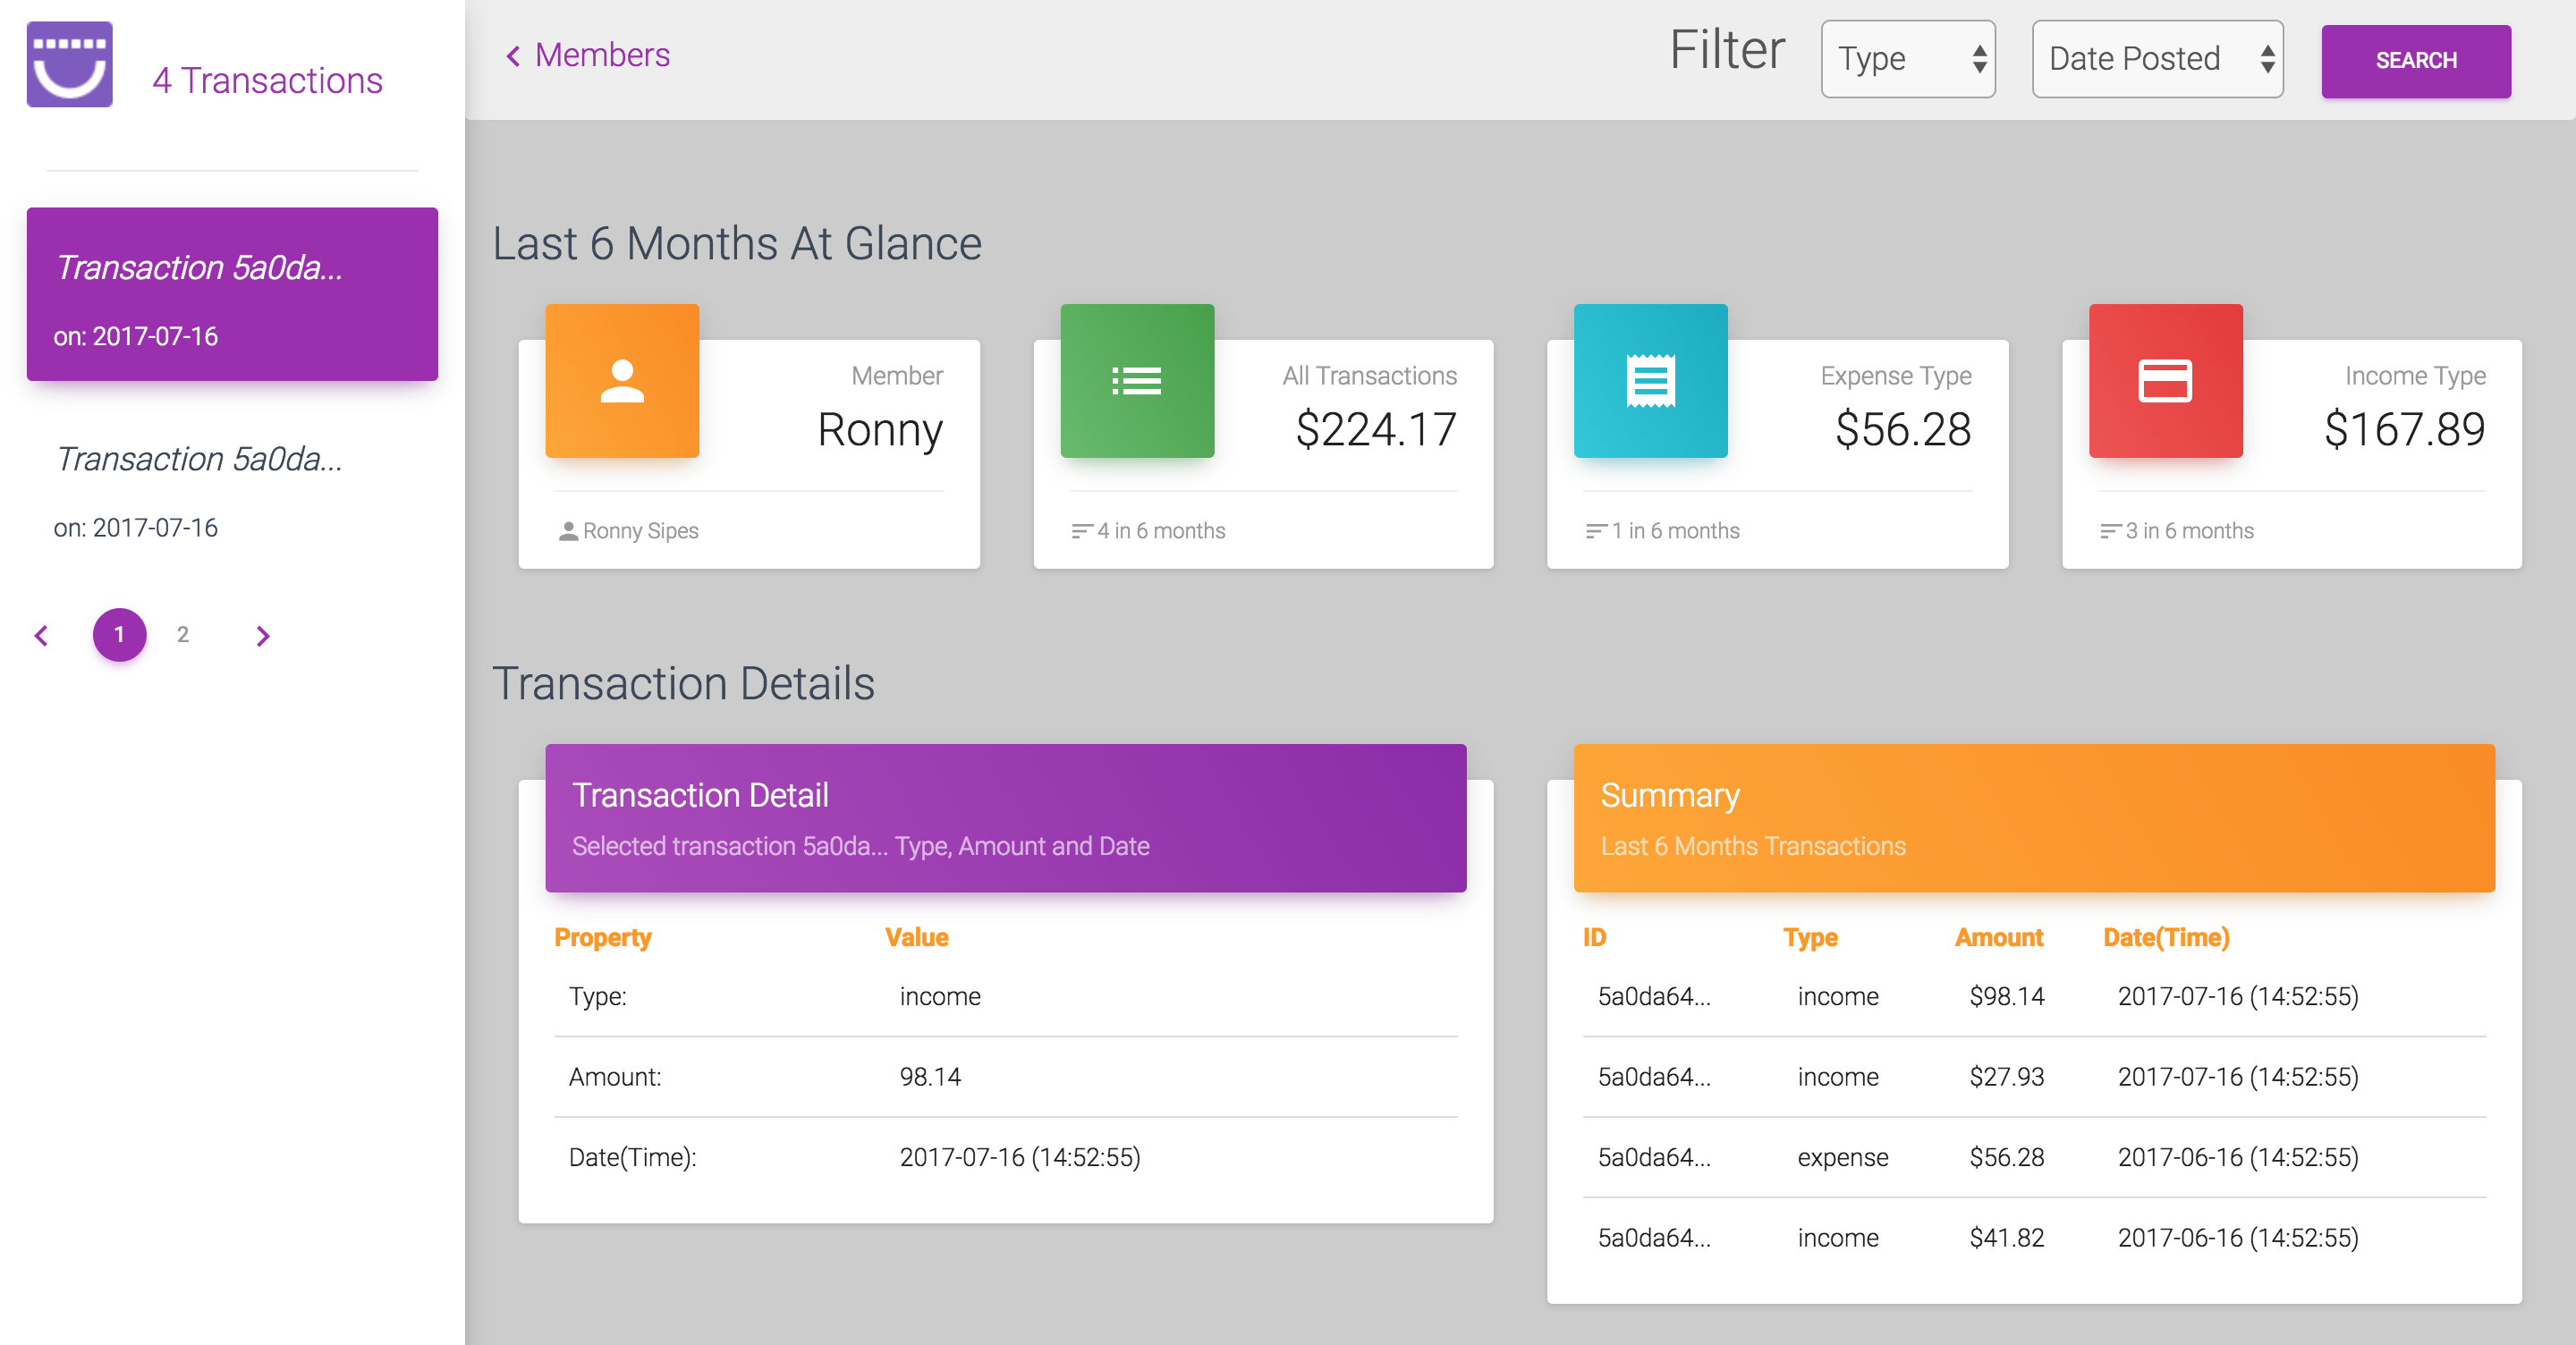 4 Transactions
Transaction 5a0da...
on: 2017-07-16
Transaction 5a0da...
on: 2017-07-16
1 2
Members
Filter Type Date Posted SEARCH
Last 6 Months At Glance
Member
Ronny
Ronny Sipes
All Transactions
$224.17
4 in 6 months
Expense Type
$56.28
1 in 6 months
Income Type
$167.89
3 in 6 months
Transaction Details
Transaction Detail
Selected transaction 5a0da... Type, Amount and Date
Property Value
Type: income
Amount: 98.14
Date(Time): 2017-07-16 (14:52:55)
Summary
Last 6 Months Transactions
ID Type Amount Date(Time)
5a0da64... income $98.14 2017-07-16 (14:52:55)
5a0da64... income $27.93 2017-07-16 (14:52:55)
5a0da64... expense $56.28 2017-06-16 (14:52:55)
5a0da64... income $41.82 2017-06-16 (14:52:55)